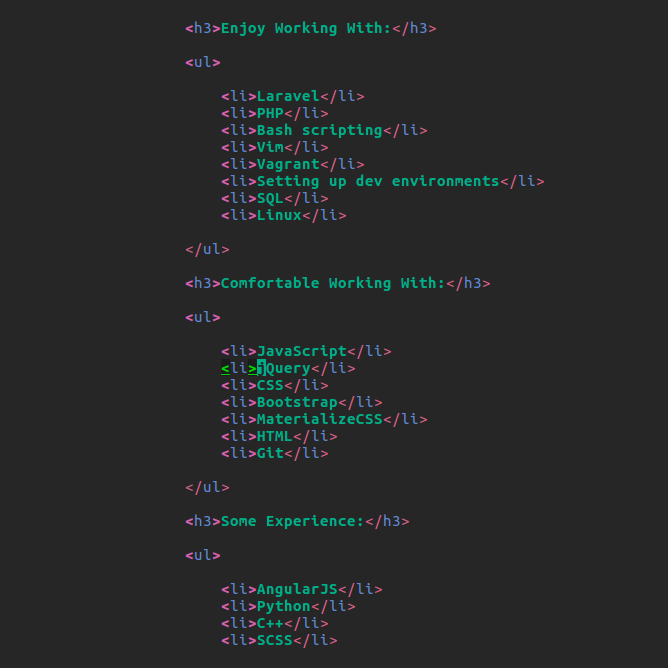 <h3>Enjoy Working With:</h3>
<ul>
<li>Laravel</li>
<li>PHP</li>
<li>Bash scripting</li>
<li>Vim</li>
<li>Vagrant</li>
<li>Setting up dev environments</li>
<li>SQL</li>
<li>Linux</li>
</ul>
<h3>Comfortable Working With:</h3>
<ul>
<li>JavaScript</li>
<li>jQuery</li>
<li>CSS</li>
<li>Bootstrap</li>
<li>MaterializeCSS</li>
<li>HTML</li>
<li>Git</li>
</ul>
<h3>Some Experience:</h3>
<ul>
<li>AngularJS</li>
<li>Python</li>
<li>C++</li>
<li>SCSS</li>